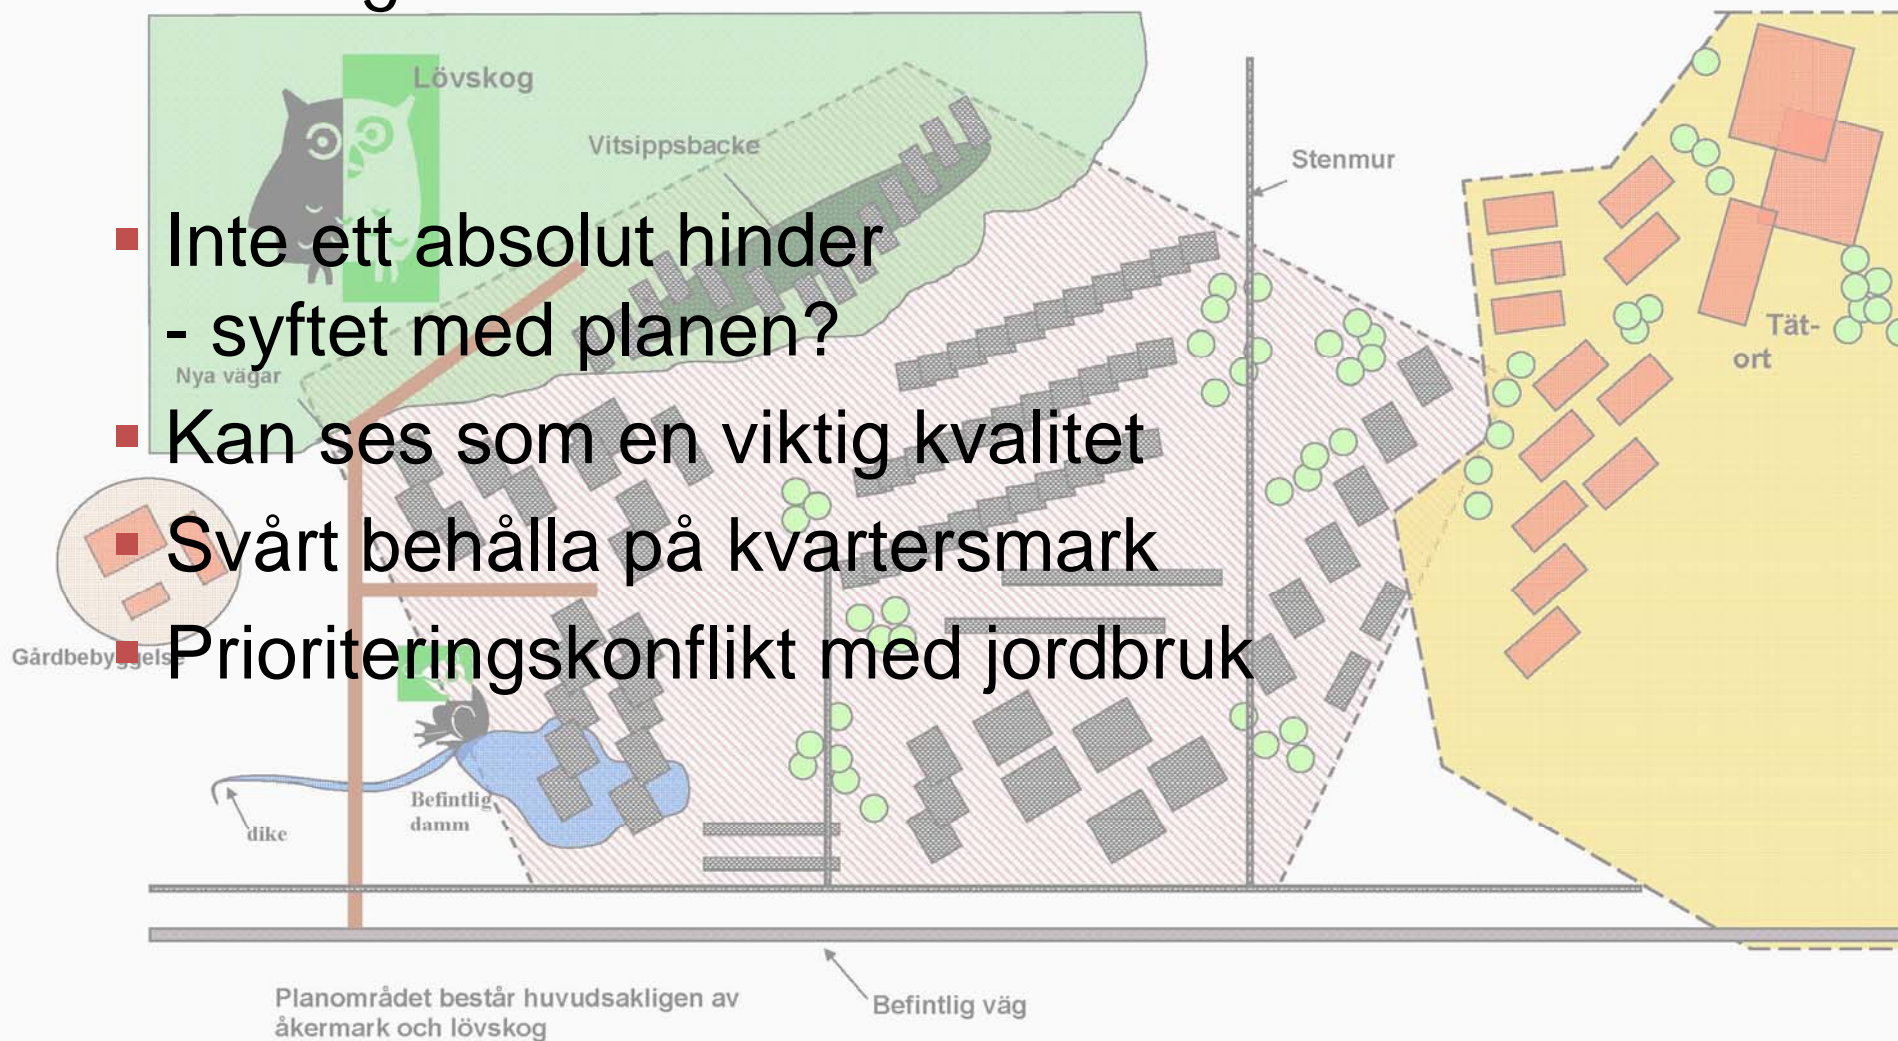 Lövskog
Vitsippsbacke
Stenmur
Inte ett absolut hinder
- syftet med planen?
Tät-
ort
Nya vägar
Kan ses som en viktig kvalitet
Svårt behålla på kvartersmark
Prioriteringskonflikt med jordbruk
Gårdbebyggelse
Befintlig
damm
dike
Planområdet består huvudsakligen av
åkermark och lövskog
Befintlig väg